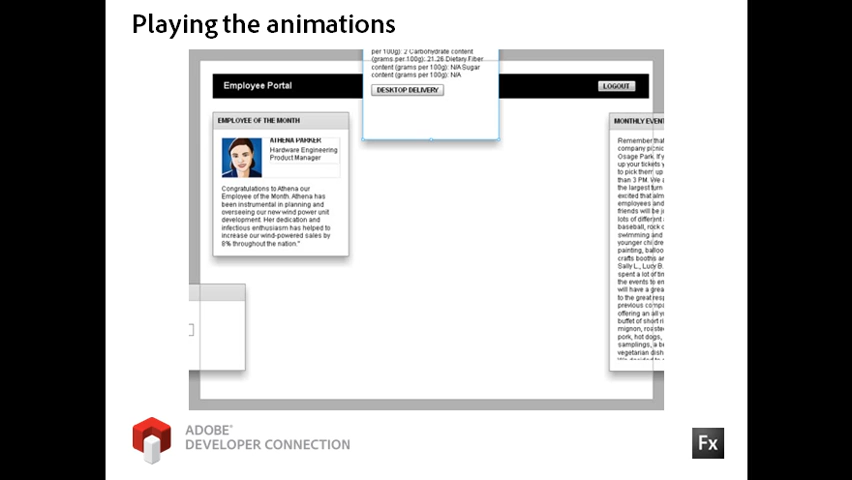 Playing the animations
per 100g): 2 Carbohydrate content
(grams per 100g): 21.26 Dietary Fiber
content (grams per 100g): N/A Sugar
content (grams per 100g): N/A
DESKTOP DELIVERY
Employee Portal
LOGOUT
EMPLOYEE OF THE MONTH
ATHENA PARKER
Hardware Engineering
Product Manager
Congratulations to Athena our
Employee of the Month. Athena has
been instrumental in planning and
overseeing our new wind power unit
development. Her dedication and
infectious enthusiasm has helped to
increase our wind-powered sales by
8% throughout the nation."
MONTHLY EVEN
Remember that
company picnic
Osage Park. If y
up your tickets y
to pick them up
than 3 PM. We a
the largest turn
excited that alm
employees and
friends will be jo
lots of different
baseball, rock c
swimming and
younger childre
painting, balloo
crafts booths ar
Sally L., Lucy B.
spent a lot of tim
the events to en
will have a grea
to the great resp
previous compa
offering an all yo
buffet of short ri
mignon, roaste
pork, hot dogs,
samplings, a be
vegetarian dish
We decided to
ADOBE®
DEVELOPER CONNECTION
Fx